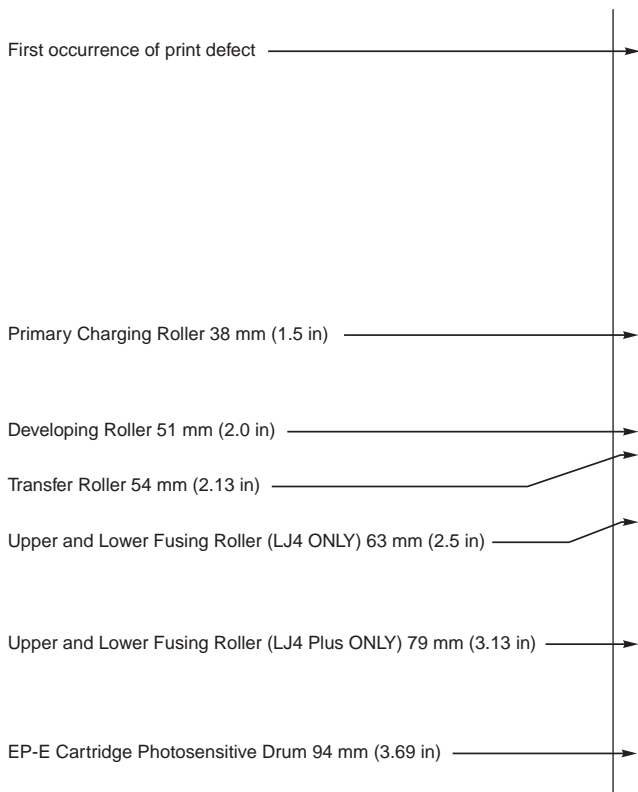 First occurrence of print defect
Primary Charging Roller 38 mm (1.5 in)
Developing Roller 51 mm (2.0 in)
Transfer Roller 54 mm (2.13 in)
Upper and Lower Fusing Roller (LJ4 ONLY) 63 mm (2.5 in)
Upper and Lower Fusing Roller (LJ4 Plus ONLY) 79 mm (3.13 in)
EP-E Cartridge Photosensitive Drum 94 mm (3.69 in)